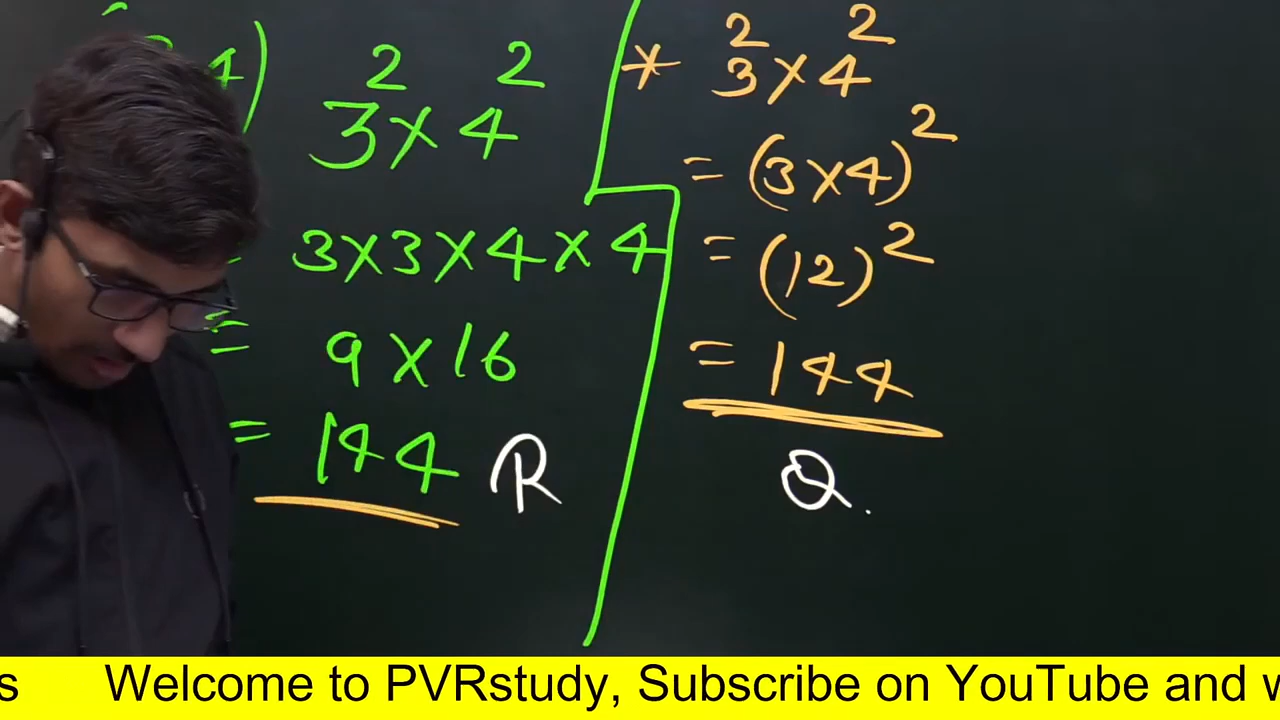 4)
3² × 4²
3 × 3 × 4 × 4
= 9 × 16
= 144 R
* 3² × 4²
= (3 × 4)²
= (12)²
= 144
Q.
s Welcome to PVRstudy, Subscribe on YouTube and w